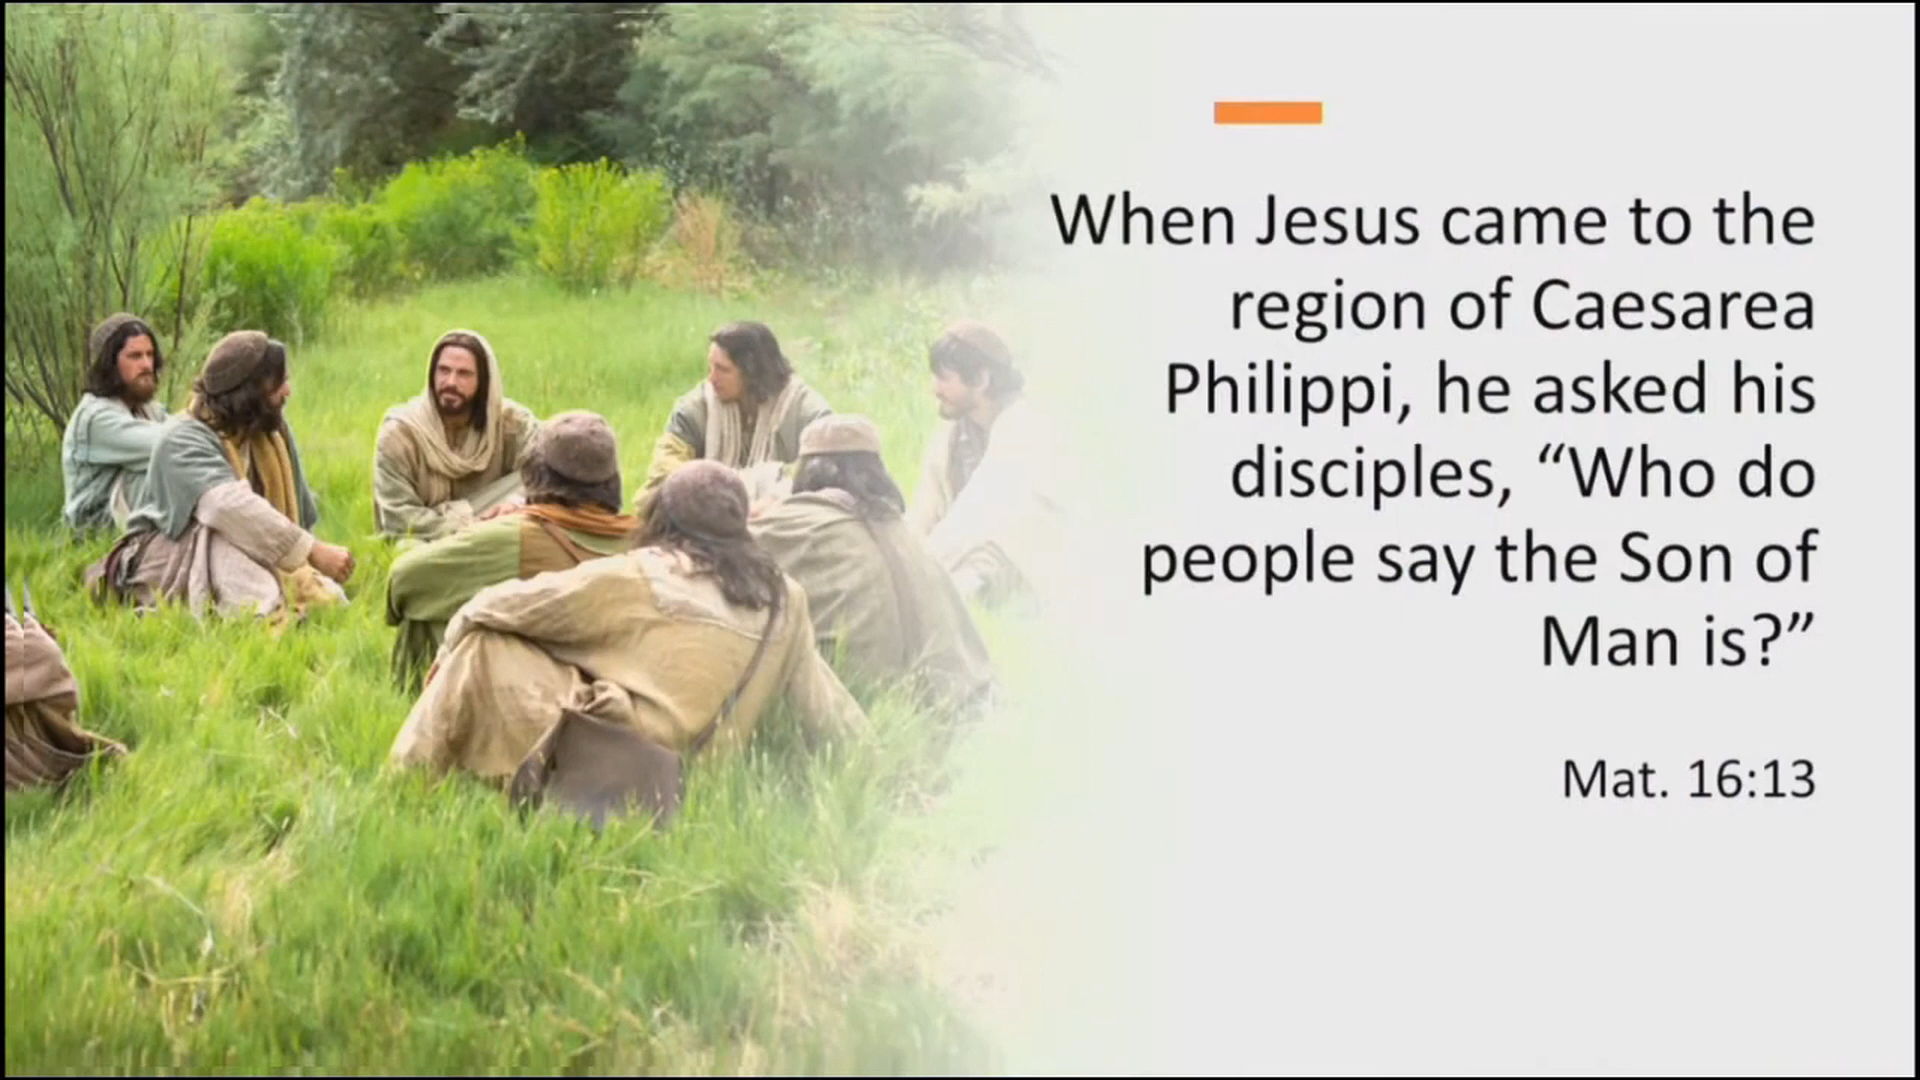 When Jesus came to the
region of Caesarea
Philippi, he asked his
disciples, “Who do
people say the Son of
Man is?”
Mat. 16:13